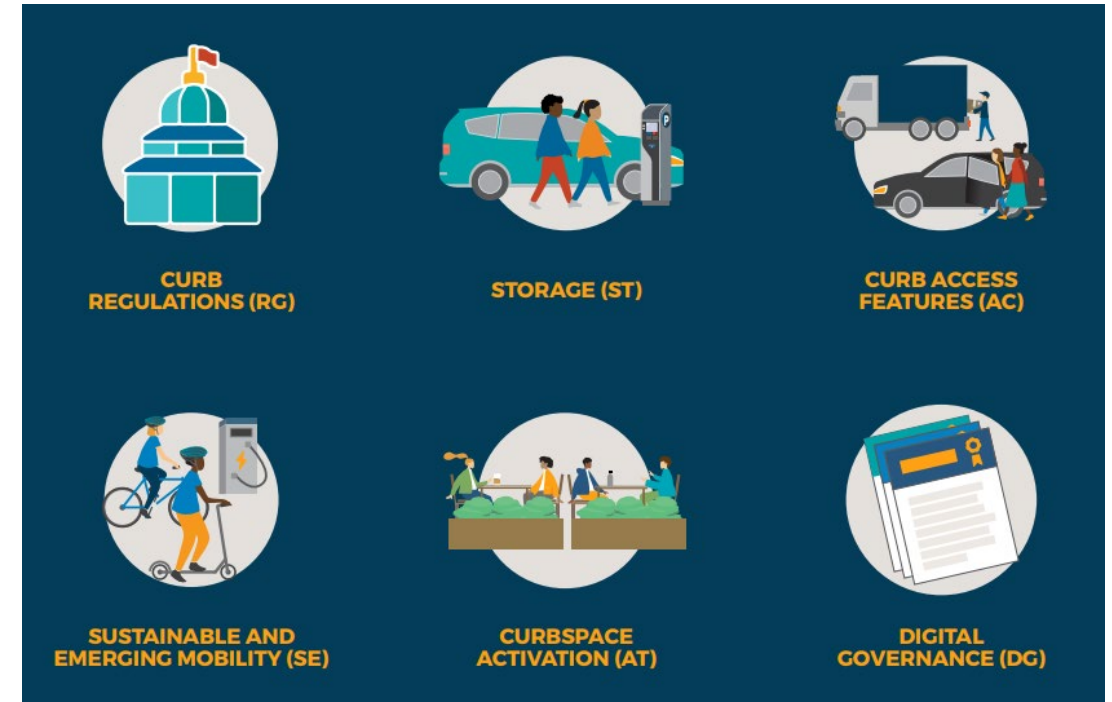 CURB
REGULATIONS (RG)
STORAGE (ST)
CURB ACCESS
FEATURES (AC)
SUSTAINABLE AND
EMERGING MOBILITY (SE)
CURBSPACE
ACTIVATION (AT)
DIGITAL
GOVERNANCE (DG)
P